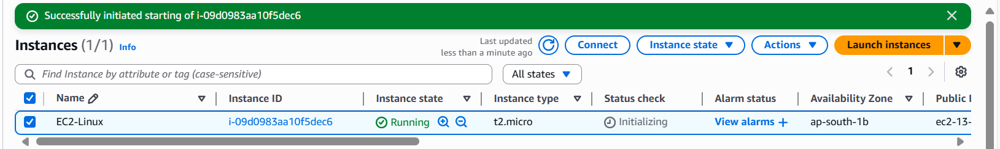 Successfully initiated starting of i-09d0983aa10f5dec6
Instances (1/1) Info
Last updated
less than a minute ago
Connect
Instance state
Actions
Launch instances
Find Instance by attribute or tag (case-sensitive)
All states
1
Name Instance ID Instance state Instance type Status check Alarm status Availability Zone Public
EC2-Linux i-09d0983aa10f5dec6 Running t2.micro Initializing View alarms + ap-south-1b ec2-13-